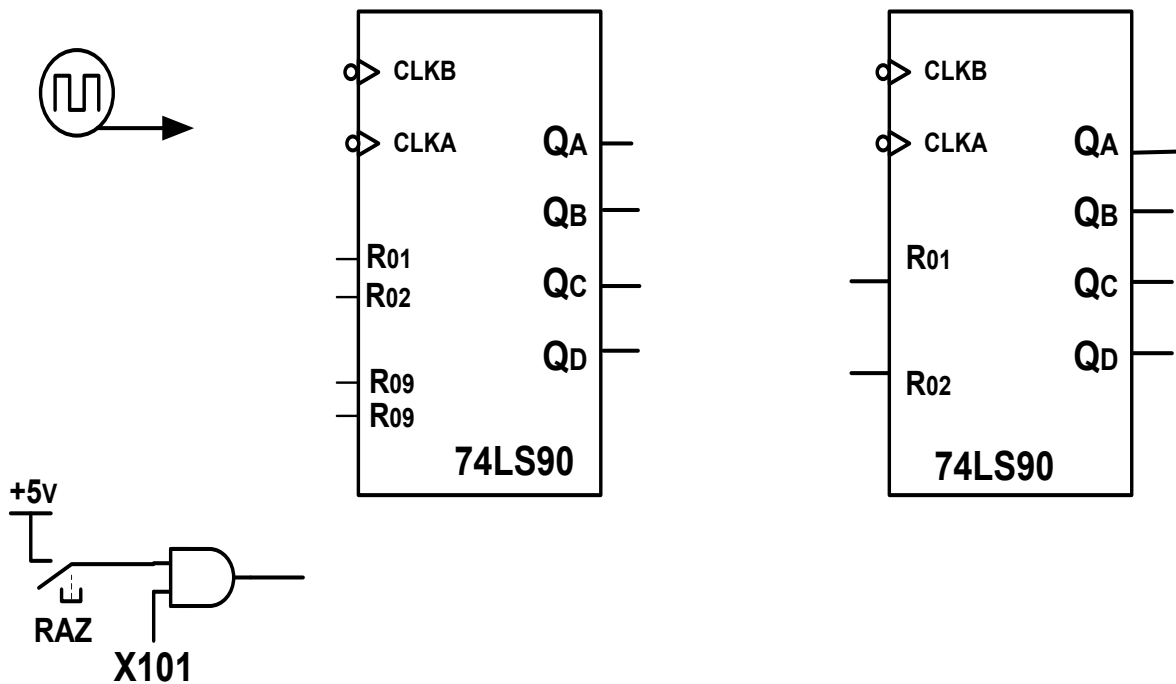 CLKB
CLKA
QA
QB
R01
R02
QC
QD
R09
R09
74LS90
CLKB
CLKA
QA
QB
R01
QC
QD
R02
74LS90
+5V
RAZ
X101